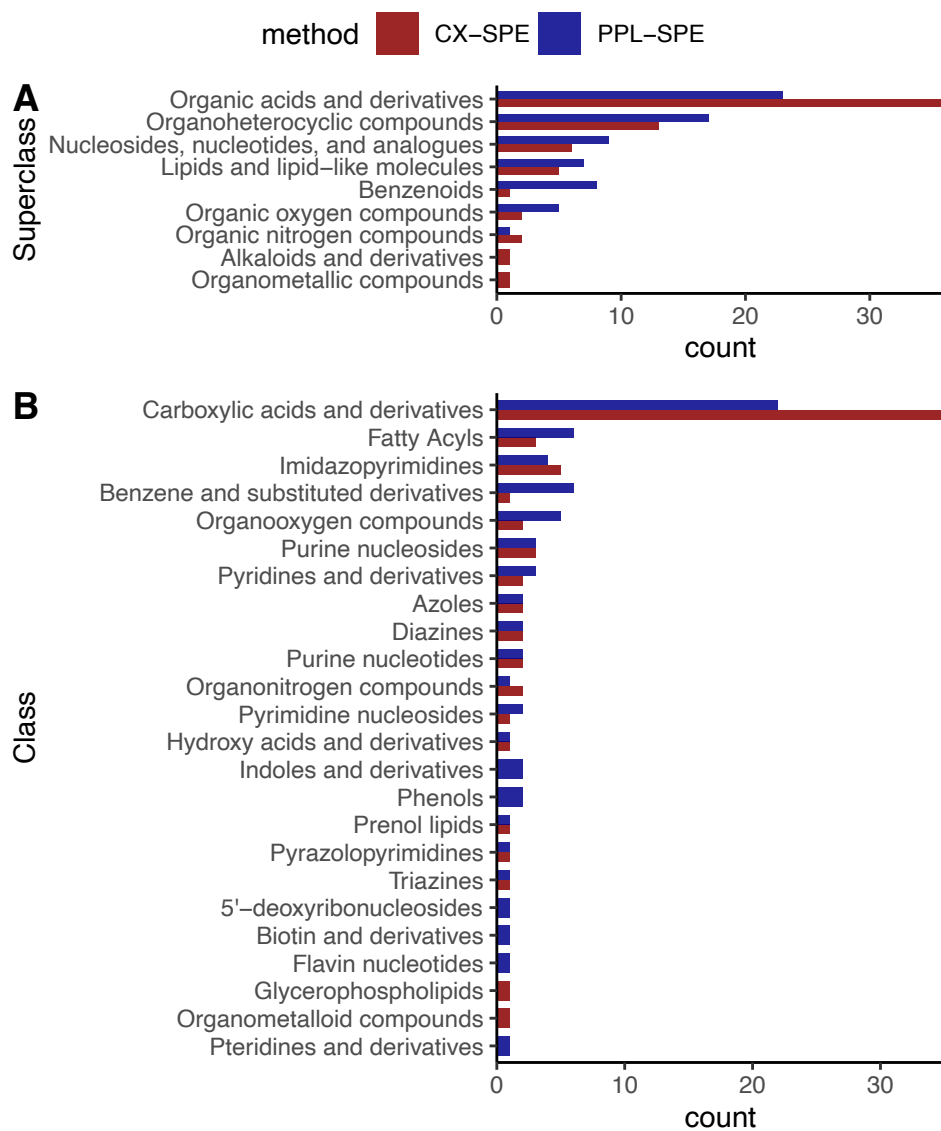 method CX−SPE PPL−SPE
A
Superclass
Organic acids and derivatives
Organoheterocyclic compounds
Nucleosides, nucleotides, and analogues
Lipids and lipid−like molecules
Benzenoids
Organic oxygen compounds
Organic nitrogen compounds
Alkaloids and derivatives
Organometallic compounds
0 10 20 30
count
B
Class
Carboxylic acids and derivatives
Fatty Acyls
Imidazopyrimidines
Benzene and substituted derivatives
Organooxygen compounds
Purine nucleosides
Pyridines and derivatives
Azoles
Diazines
Purine nucleotides
Organonitrogen compounds
Pyrimidine nucleosides
Hydroxy acids and derivatives
Indoles and derivatives
Phenols
Prenol lipids
Pyrazolopyrimidines
Triazines
5'−deoxyribonucleosides
Biotin and derivatives
Flavin nucleotides
Glycerophospholipids
Organometalloid compounds
Pteridines and derivatives
0 10 20 30
count